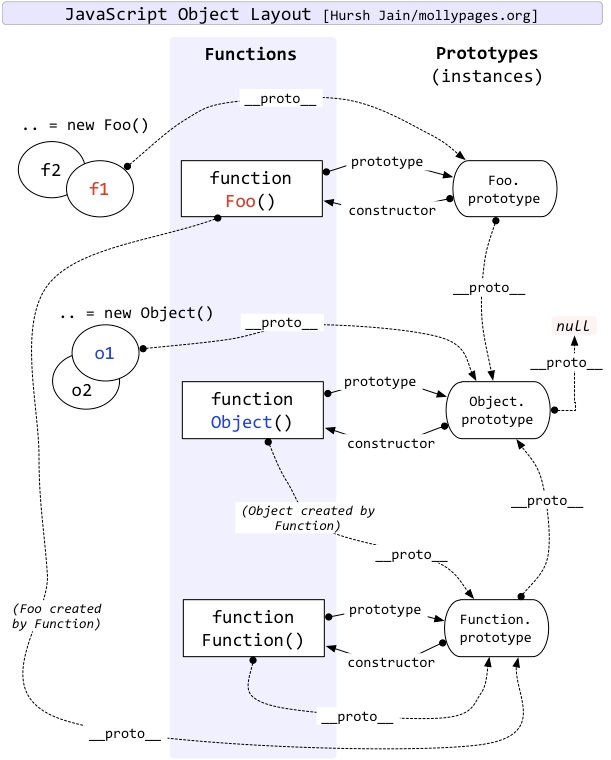 JavaScript Object Layout [Hursh Jain/mollypages.org]
Functions
Prototypes
(instances)
__proto__
.. = new Foo()
f2
f1
function
Foo()
prototype
constructor
Foo.
prototype
__proto__
.. = new Object()
__proto__
null
__proto__
o1
o2
function
Object()
prototype
constructor
Object.
prototype
(Object created by
Function)
__proto__
__proto__
(Foo created
by Function)
function
Function()
prototype
constructor
Function.
prototype
__proto__
__proto__